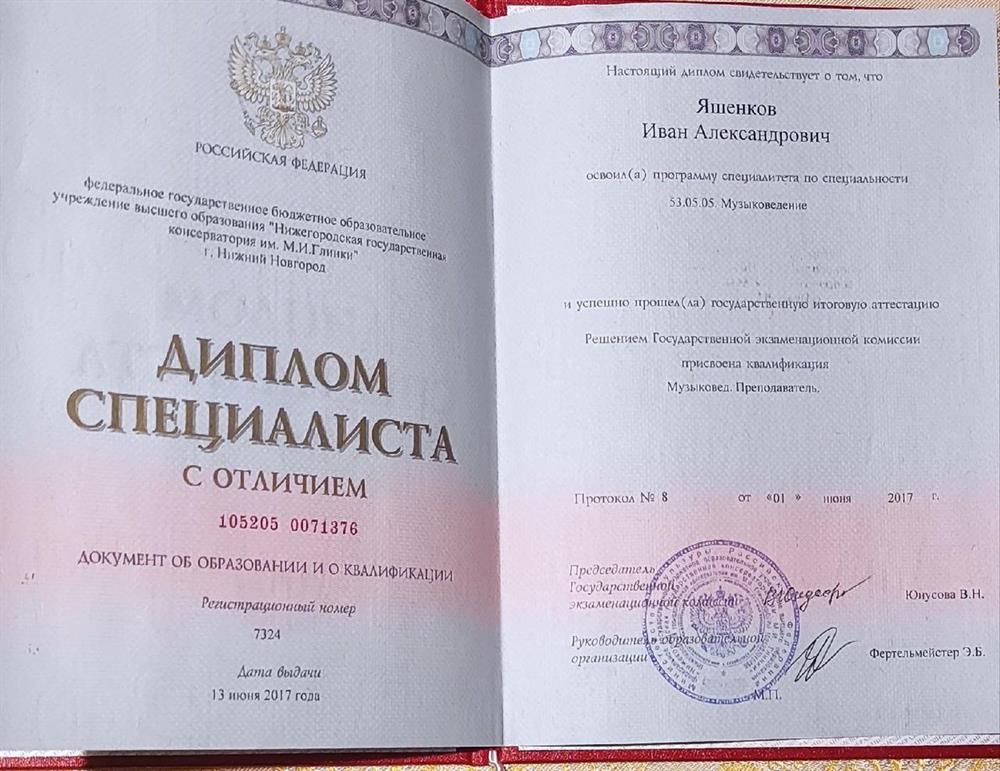 РОССИЙСКАЯ ФЕДЕРАЦИЯ
федеральное государственное бюджетное образовательное
учреждение высшего образования "Нижегородская государственная
консерватория им. М.И.Глинки"
г. Нижний Новгород
ДИПЛОМ
СПЕЦИАЛИСТА
С ОТЛИЧИЕМ
105205 0071376
ДОКУМЕНТ ОБ ОБРАЗОВАНИИ И О КВАЛИФИКАЦИИ
Регистрационный номер
7324
Дата выдачи
13 июня 2017 года
Настоящий диплом свидетельствует о том, что
Яшенков
Иван Александрович
освоил(а) программу специалитета по специальности
53.05.05. Музыковедение
и успешно прошел(ла) государственную итоговую аттестацию
Решением Государственной экзаменационной комиссии
присвоена квалификация
Музыковед. Преподаватель.
Протокол № 8 от «01 » июня 2017 г.
Председатель
Государственной
экзаменационной комиссии
Юнусова В.Н.
Руководитель образовательной
организации
Фертельмейстер Э.Б.
М.П.